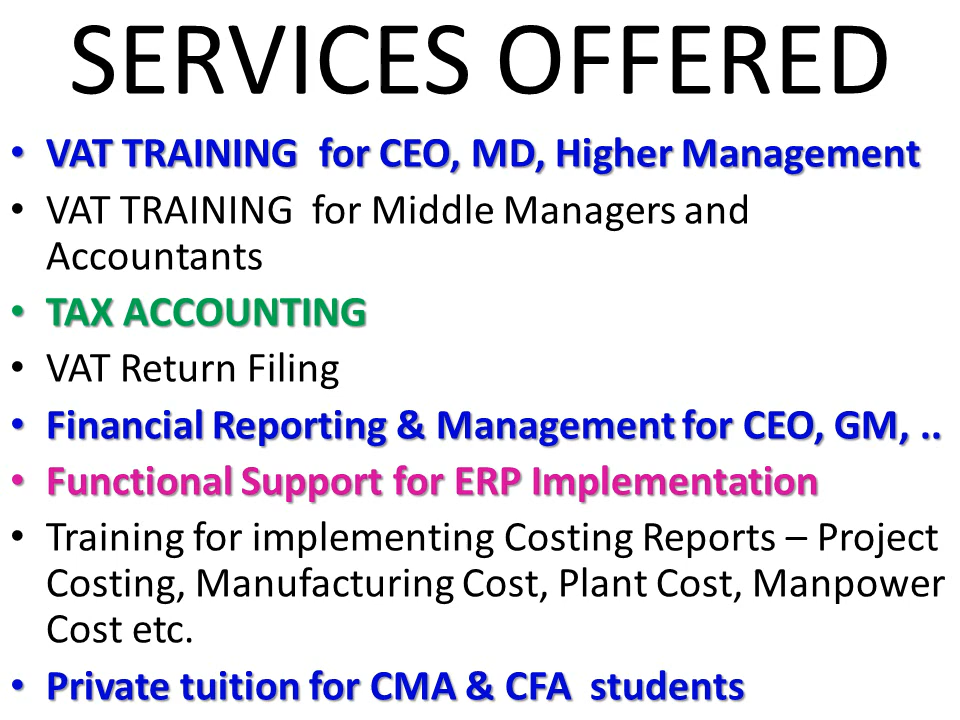 SERVICES OFFERED
• VAT TRAINING  for CEO, MD, Higher Management
• VAT TRAINING  for Middle Managers and
Accountants
• TAX ACCOUNTING
• VAT Return Filing
• Financial Reporting & Management for CEO, GM, ..
• Functional Support for ERP Implementation
• Training for implementing Costing Reports – Project
Costing, Manufacturing Cost, Plant Cost, Manpower
Cost etc.
• Private tuition for CMA & CFA  students